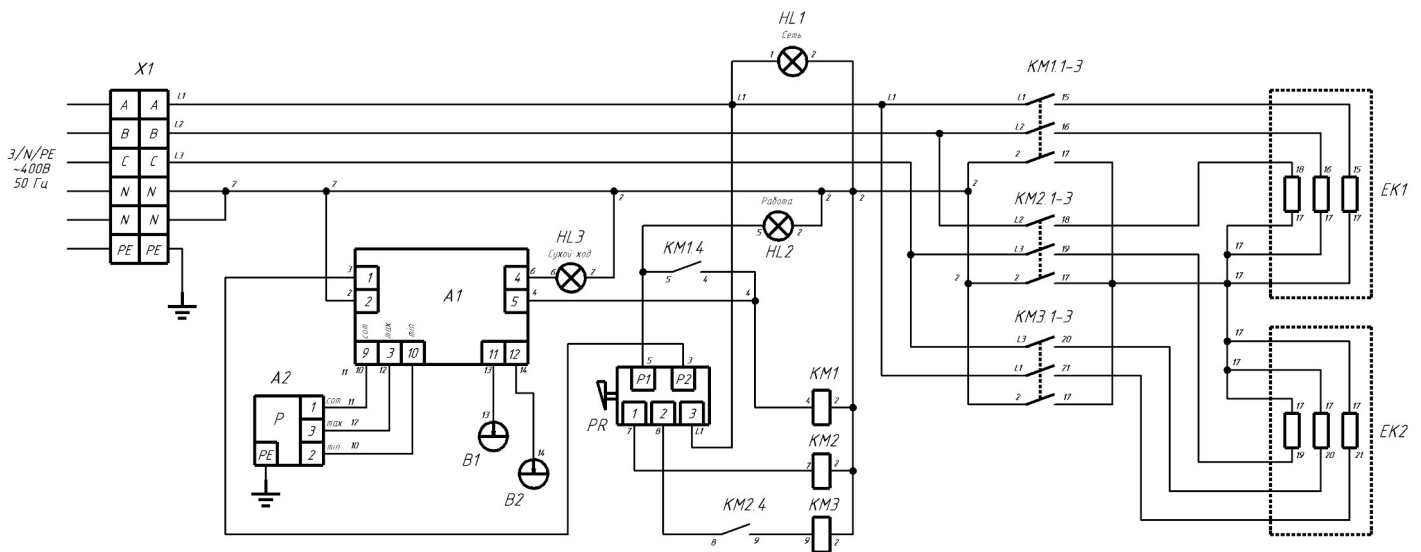 HL1
Сеть
1 2
X1
KM1.1-3
A A L1 L1 L1 L1 15
B B L2 L2 16
C C L3 2 17
3/N/PE
~400В
50 Гц
N N 2 2 2 2 2 2
N N
PE PE
Работа
5 2
HL2
KM2.1-3
L2 18
L3 19
2 2 17
18 16 15
EK1
17 17 17
17
17
HL3
Сухой ход
6 6 2
KM1.4
5 4
A1
3 1 4
2 2 5 4 4
com max min
9 3 10 11 12
11 10 12 13 14
KM3.1-3
L3 20
L1 21
2 17
17
17
17 17 17
EK2
19 20 21
A2
P 1 com 11
3 max 12
PE 2 min 10
13
B1
14
B2
5 3
P1 P2
PR
1 2 3
7 8 L1
KM1
4 2
KM2
7 2
KM2.4
8 9
KM3
9 2